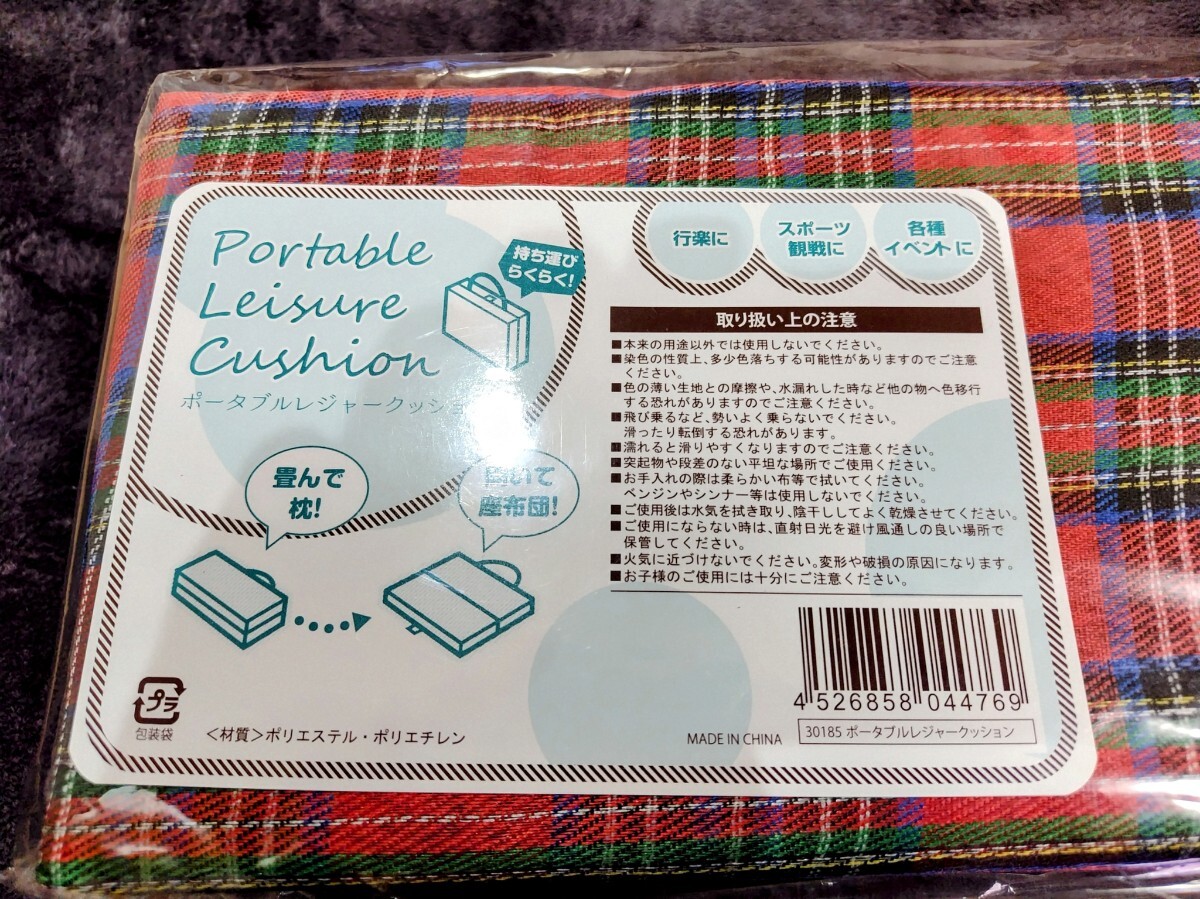 Portable
Leisure
Cushion
ポータブルレジャークッション
持ち運び
らくらく!
畳んで
枕!
開いて
座布団!
行楽に
スポーツ
観戦に
各種
イベントに
取り扱い上の注意
■本来の用途以外では使用しないでください。
■染色の性質上、多少色落ちする可能性がありますのでご注意
ください。
■色の薄い生地との摩擦や、水漏れした時など他の物へ色移行
する恐れがありますのでご注意ください。
■飛び乗るなど、勢いよく乗らないでください。
滑ったり転倒する恐れがあります。
■濡れると滑りやすくなりますのでご注意ください。
■突起物や段差のない平坦な場所でご使用ください。
■お手入れの際は柔らかい布等で拭いてください。
ベンジンやシンナー等は使用しないでください。
■ご使用後は水気を拭き取り、陰干ししてよく乾燥させてください。
■ご使用にならない時は、直射日光を避け風通しの良い場所で
保管してください。
■火気に近づけないでください。変形や破損の原因になります。
■お子様のご使用には十分にご注意ください。
プラ
包装袋
<材質>ポリエステル・ポリエチレン
MADE IN CHINA
4 526858 044769
30185 ポータブルレジャークッション